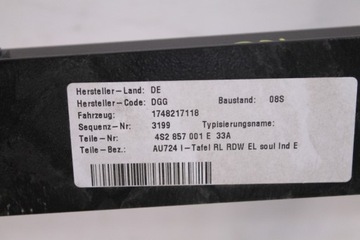 Hersteller-Land: DE
Hersteller-Code: DGG Baustand: 08S
Fahrzeug: 1748217118
Sequenz-Nr: 3199 Typisierungsname:
Teile-Nr: 4S2 857 001 E 33A
Teile-Bez.: AU724 I-Tafel RL RDW EL soul Ind E